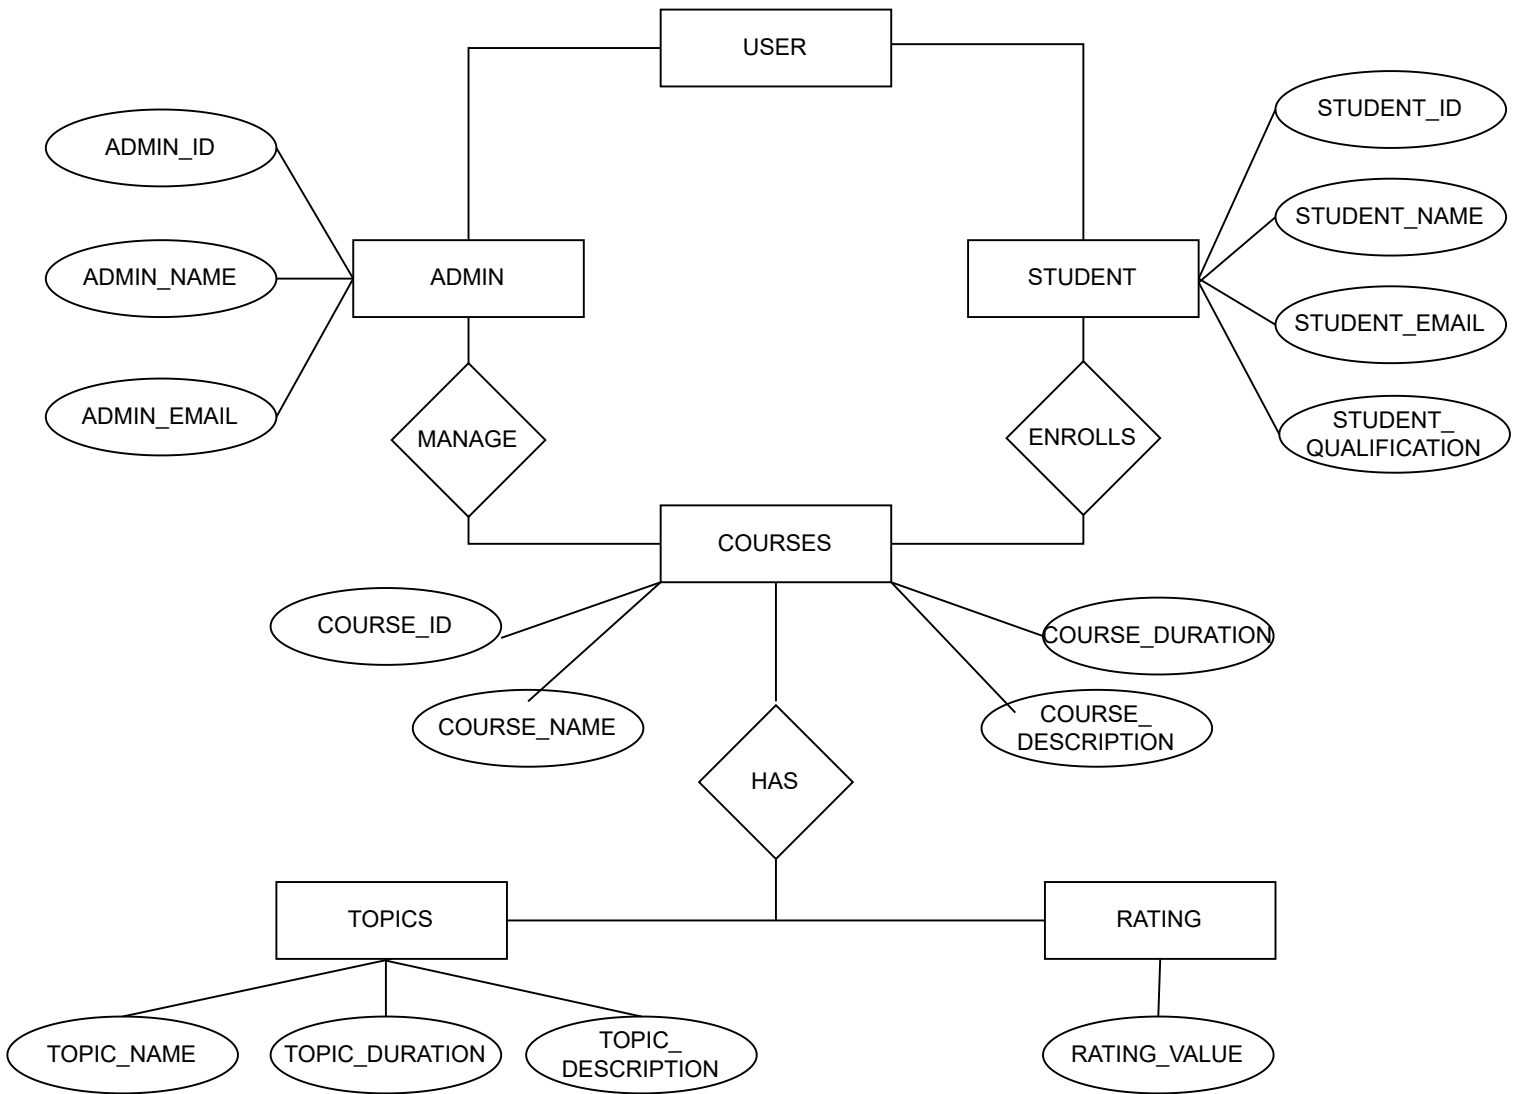 USER
STUDENT_ID
ADMIN_ID
STUDENT_NAME
ADMIN_NAME
ADMIN
STUDENT
STUDENT_EMAIL
ADMIN_EMAIL
MANAGE
ENROLLS
STUDENT_
QUALIFICATION
COURSES
COURSE_ID
COURSE_DURATION
COURSE_NAME
COURSE_
DESCRIPTION
HAS
TOPICS
RATING
TOPIC_NAME
TOPIC_DURATION
TOPIC_
DESCRIPTION
RATING_VALUE